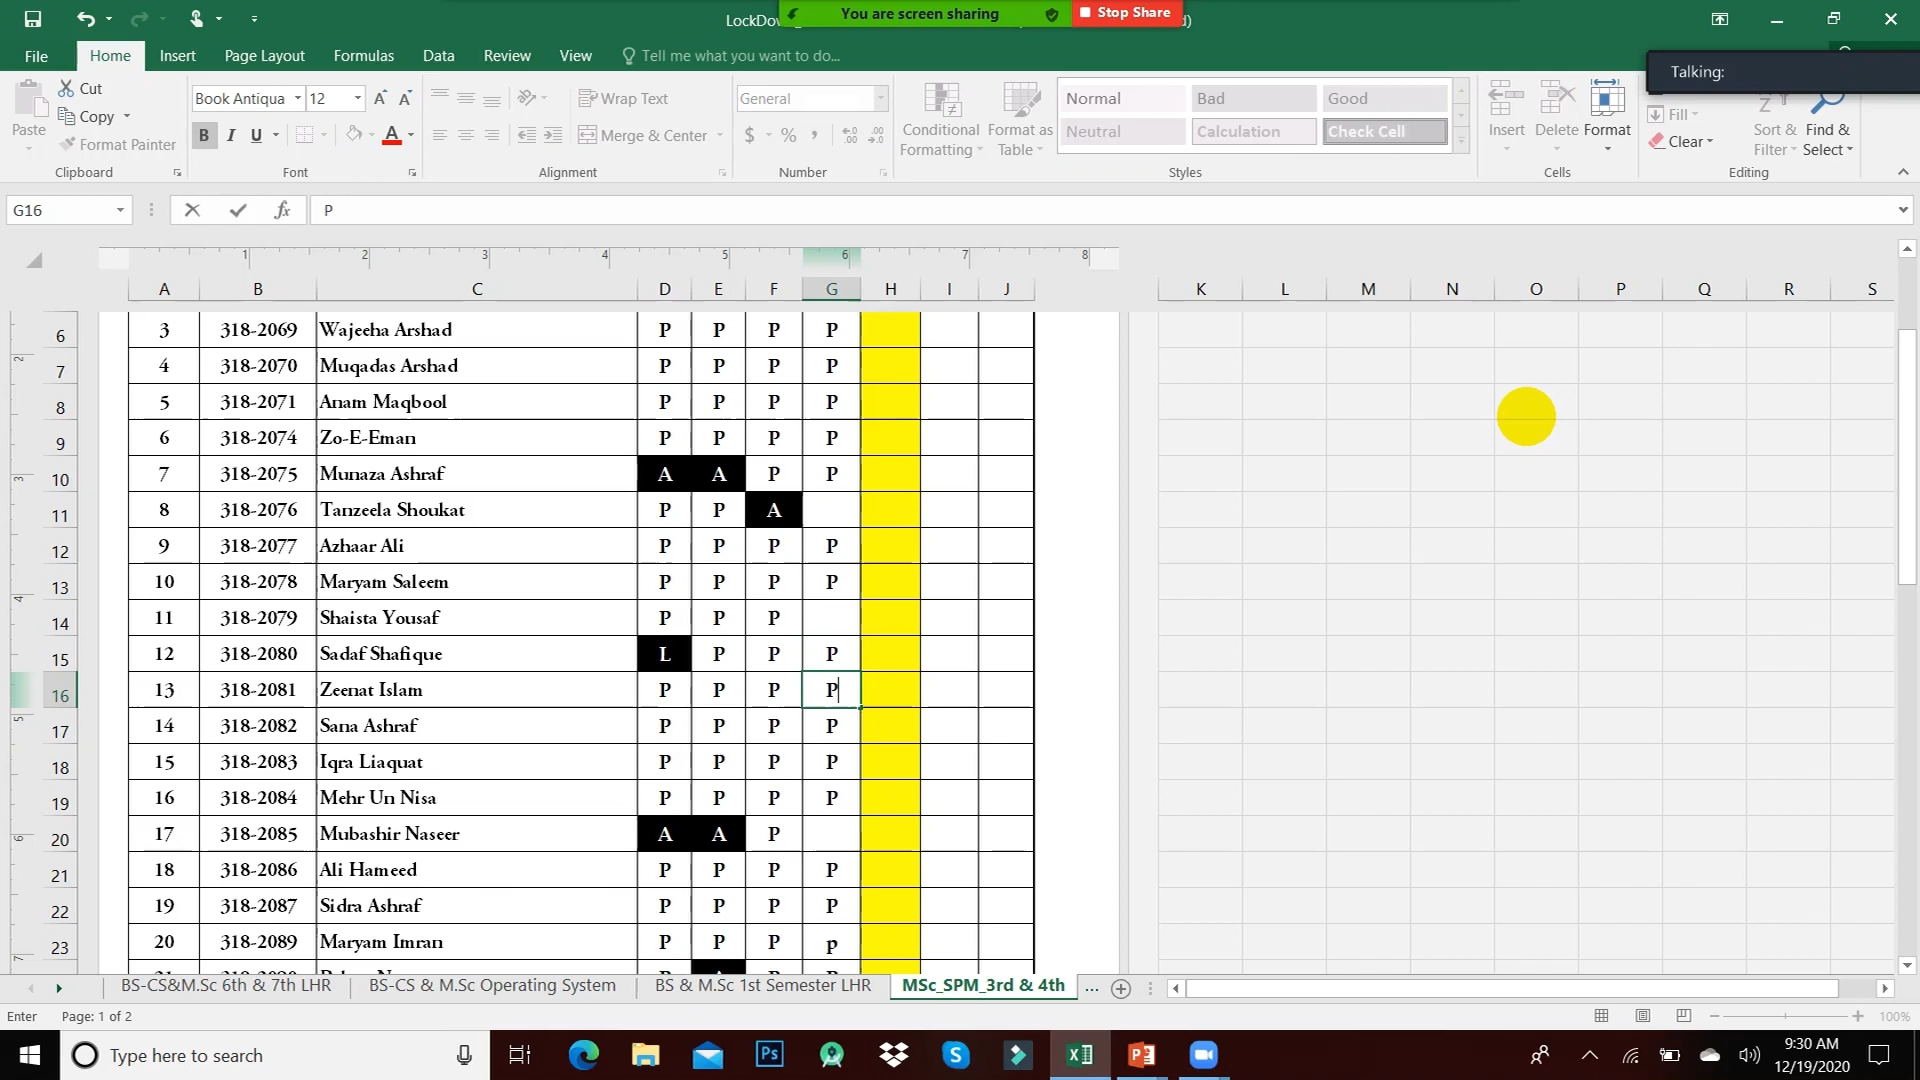 LockDow
You are screen sharing
Stop Share
d)
File Home Insert Page Layout Formulas Data Review View Tell me what you want to do...
Talking:
Paste
Cut
Copy
Format Painter
Clipboard
Book Antiqua 12
B I U
Font
Wrap Text
Merge & Center
Alignment
General
$ % ,
Number
Conditional Formatting
Format as Table
Normal Bad Good
Neutral Calculation Check Cell
Styles
Insert Delete Format
Cells
Fill
Clear
Sort & Filter
Find & Select
Editing
G16 fx P
1 2 3 4 5 6 7 8
A B C D E F G H I J K L M N O P Q R S
6 3 318-2069 Wajeeha Arshad P P P P
7 4 318-2070 Muqadas Arshad P P P P
8 5 318-2071 Anam Maqbool P P P P
9 6 318-2074 Zo-E-Eman P P P P
10 7 318-2075 Munaza Ashraf A A P P
11 8 318-2076 Tanzeela Shoukat P P A
12 9 318-2077 Azhaar Ali P P P P
13 10 318-2078 Maryam Saleem P P P P
14 11 318-2079 Shaista Yousaf P P P
15 12 318-2080 Sadaf Shafique L P P P
16 13 318-2081 Zeenat Islam P P P P
17 14 318-2082 Sana Ashraf P P P P
18 15 318-2083 Iqra Liaquat P P P P
19 16 318-2084 Mehr Un Nisa P P P P
20 17 318-2085 Mubashir Naseer A A P
21 18 318-2086 Ali Hameed P P P P
22 19 318-2087 Sidra Ashraf P P P P
23 20 318-2089 Maryam Imran P P P p
BS-CS&M.Sc 6th & 7th LHR BS-CS & M.Sc Operating System BS & M.Sc 1st Semester LHR MSc_SPM_3rd & 4th ...
Enter Page: 1 of 2 100%
Type here to search
9:30 AM
12/19/2020